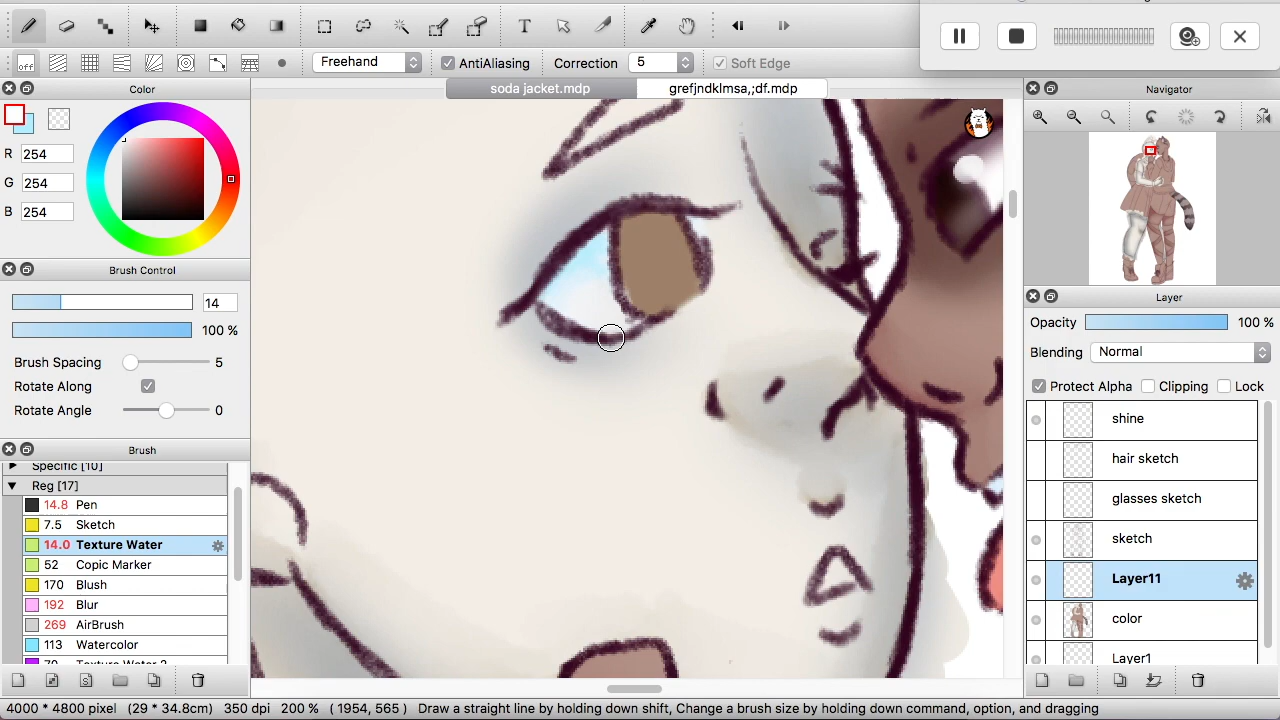 Freehand
AntiAliasing
Correction
5
Soft Edge
off
soda jacket.mdp
grefjndklmsa,;df.mdp
Color
R 254
G 254
B 254
Brush Control
14
100 %
Brush Spacing 5
Rotate Along
Rotate Angle 0
Brush
Specific [10]
Reg [17]
14.8 Pen
7.5 Sketch
14.0 Texture Water
52 Copic Marker
170 Blush
192 Blur
269 AirBrush
113 Watercolor
70 Texture Water 2
Navigator
Layer
Opacity 100 %
Blending Normal
Protect Alpha Clipping Lock
shine
hair sketch
glasses sketch
sketch
Layer11
color
Layer1
4000 * 4800 pixel (29 * 34.8cm) 350 dpi 200 % ( 1954, 565 ) Draw a straight line by holding down shift, Change a brush size by holding down command, option, and dragging